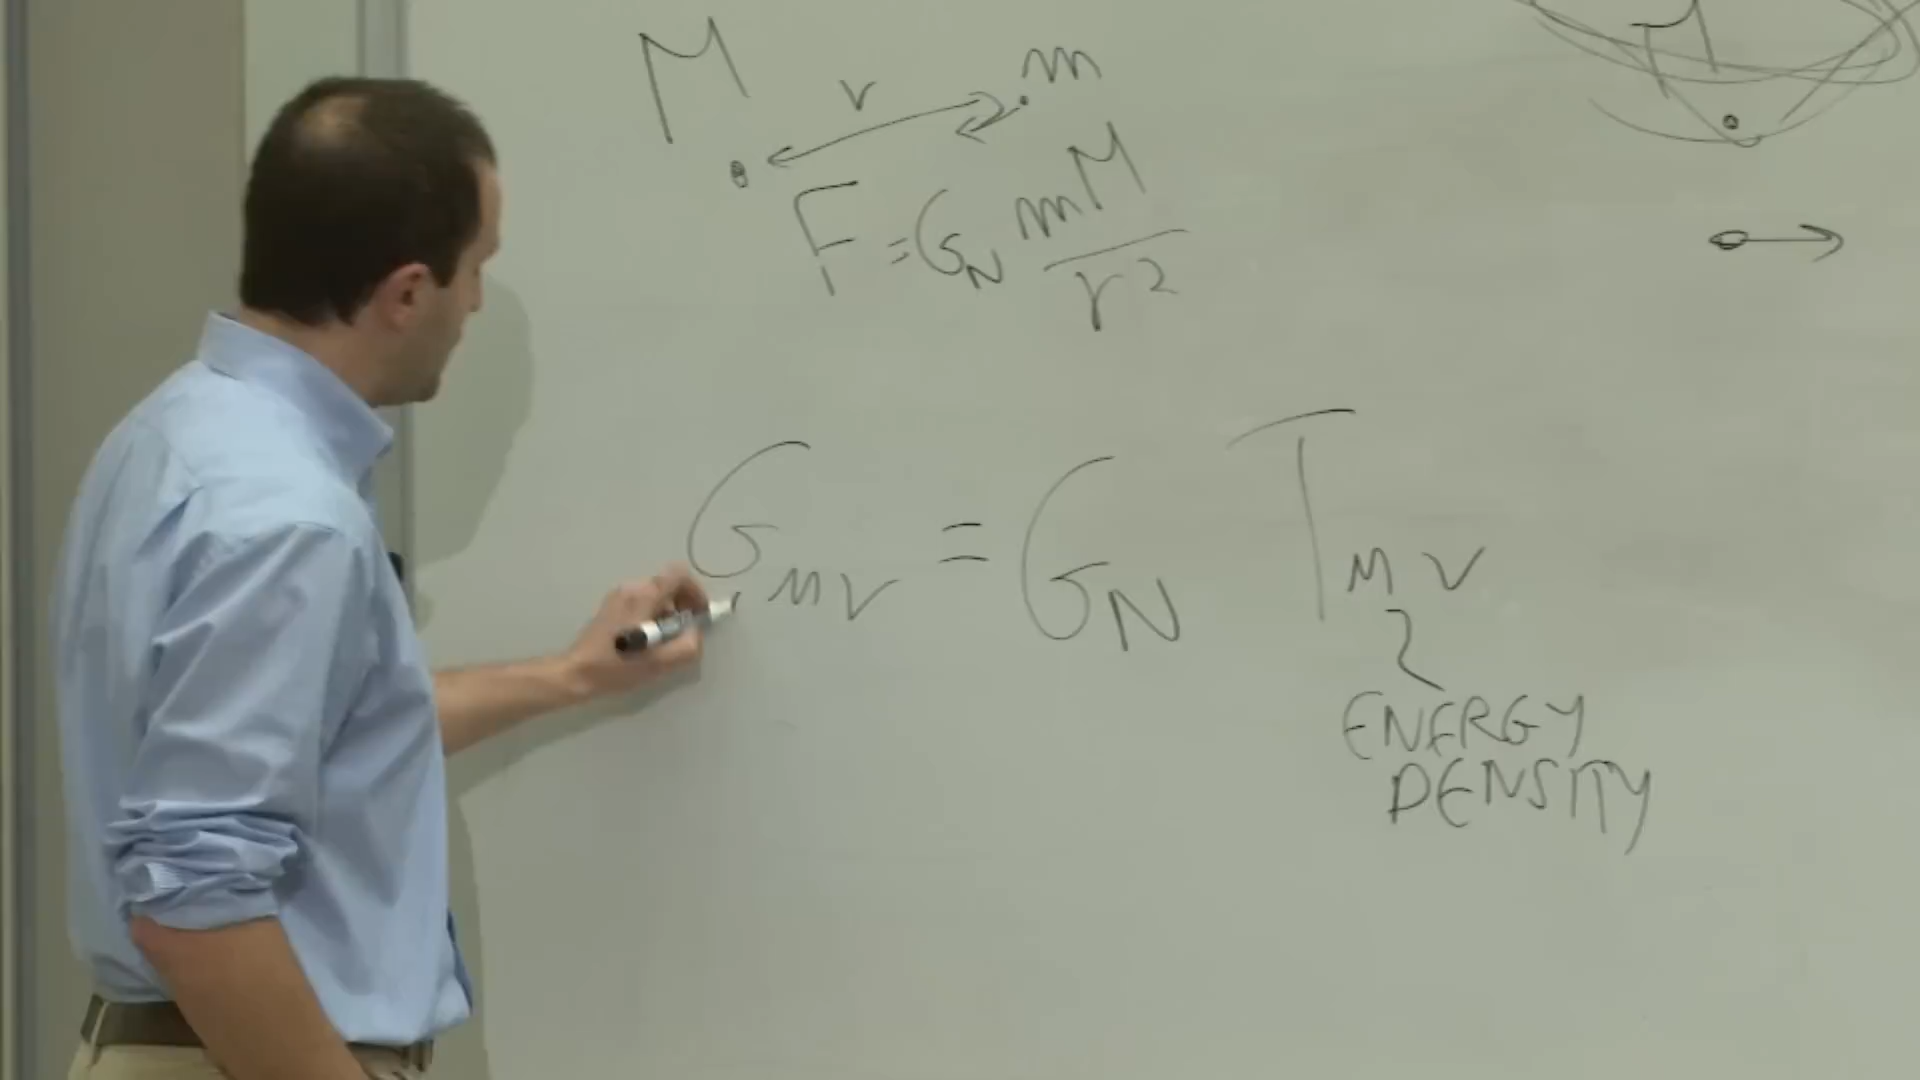 M r m
F = G_N mM / r²
G_μν = G_N T_μν
ENERGY
DENSITY
M